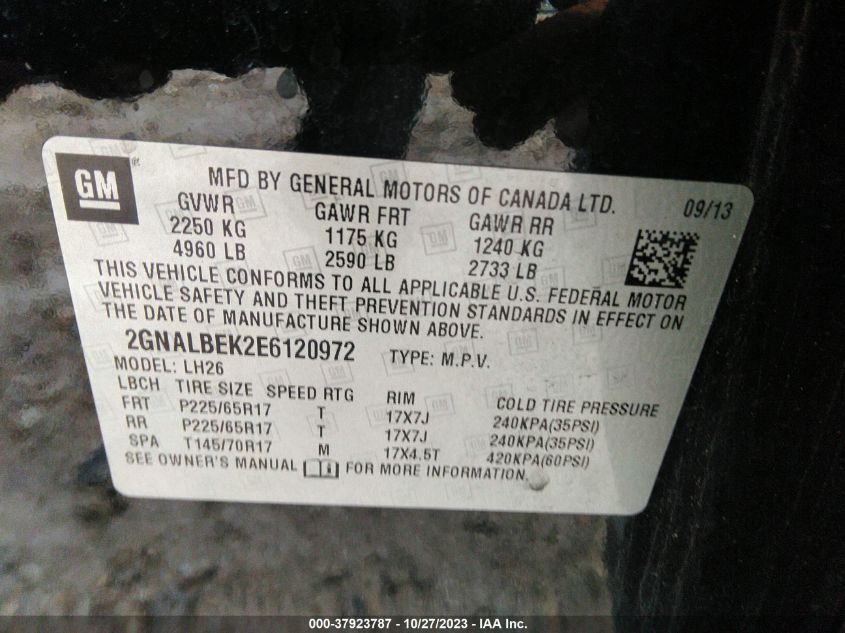 GM ®
MFD BY GENERAL MOTORS OF CANADA LTD. 09/13
GVWR GAWR FRT GAWR RR
2250 KG 1175 KG 1240 KG
4960 LB 2590 LB 2733 LB
THIS VEHICLE CONFORMS TO ALL APPLICABLE U.S. FEDERAL MOTOR
VEHICLE SAFETY AND THEFT PREVENTION STANDARDS IN EFFECT ON
THE DATE OF MANUFACTURE SHOWN ABOVE.
2GNALBEK2E6120972 TYPE: M.P.V.
MODEL: LH26
LBCH TIRE SIZE SPEED RTG RIM COLD TIRE PRESSURE
FRT P225/65R17 T 17X7J 240KPA(35PSI)
RR P225/65R17 T 17X7J 240KPA(35PSI)
SPA T145/70R17 M 17X4.5T 420KPA(60PSI)
SEE OWNER'S MANUAL FOR MORE INFORMATION.
000-37923787 - 10/27/2023 - IAA Inc.